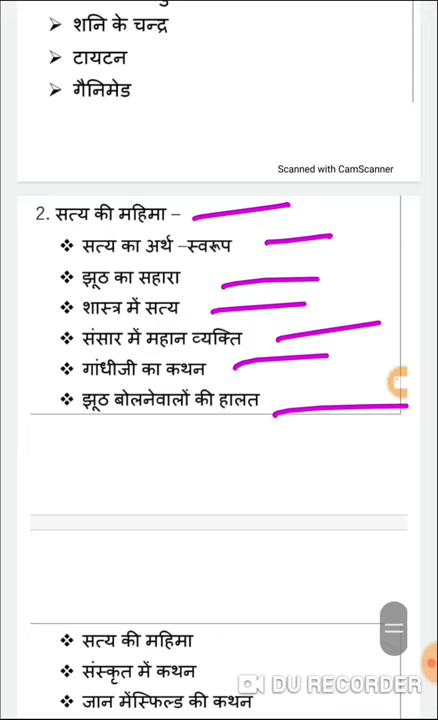 ➤ शनि के चन्द्र
➤ टायटन
➤ गैनिमेड
Scanned with CamScanner
2. सत्य की महिमा –
❖ सत्य का अर्थ –स्वरूप
❖ झूठ का सहारा
❖ शास्त्र में सत्य
❖ संसार में महान व्यक्ति
❖ गांधीजी का कथन
❖ झूठ बोलनेवालों की हालत
❖ सत्य की महिमा
❖ संस्कृत में कथन
❖ जान मेंस्फिल्ड की कथन
DU RECORDER